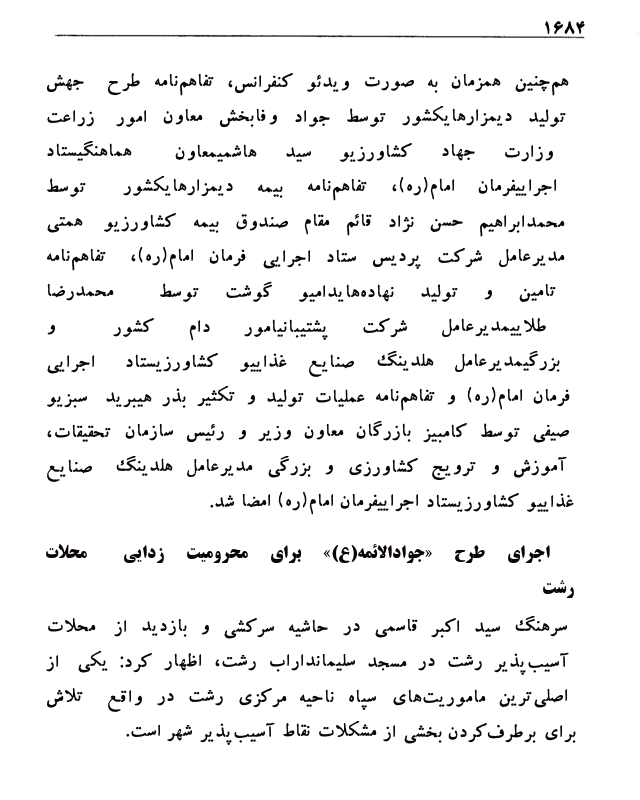 ۱۶۸۴
هم‌چنین همزمان به صورت ویدئو کنفرانس، تفاهم‌نامه طرح جهش
تولید دیمزارهایکشور توسط جواد وفابخش معاون امور زراعت
وزارت جهاد کشاورزیو سید هاشمیمعاون هماهنگیستاد
اجراییفرمان امام(ره)، تفاهم‌نامه بیمه دیمزارهایکشور توسط
محمدابراهیم حسن نژاد قائم مقام صندوق بیمه کشاورزیو همتی
مدیرعامل شرکت پردیس ستاد اجرایی فرمان امام(ره)، تفاهم‌نامه
تامین و تولید نهاده‌هایدامیو گوشت توسط محمدرضا
طلاییمدیرعامل شرکت پشتیبانیامور دام کشور و
بزرگیمدیرعامل هلدینگ صنایع غذاییو کشاورزیستاد اجرایی
فرمان امام(ره) و تفاهم‌نامه عملیات تولید و تکثیر بذر هیبرید سبزیو
صیفی توسط کامبیز بازرگان معاون وزیر و رئیس سازمان تحقیقات،
آموزش و ترویج کشاورزی و بزرگی مدیرعامل هلدینگ صنایع
غذاییو کشاورزیستاد اجراییفرمان امام(ره) امضا شد.
اجرای طرح «جوادالائمه(ع)» برای محرومیت زدایی محلات
رشت
سرهنگ سید اکبر قاسمی در حاشیه سرکشی و بازدید از محلات
آسیب‌پذیر رشت در مسجد سلیمانداراب رشت، اظهار کرد: یکی از
اصلی‌ترین ماموریت‌های سپاه ناحیه مرکزی رشت در واقع تلاش
برای برطرف‌کردن بخشی از مشکلات نقاط آسیب‌پذیر شهر است.